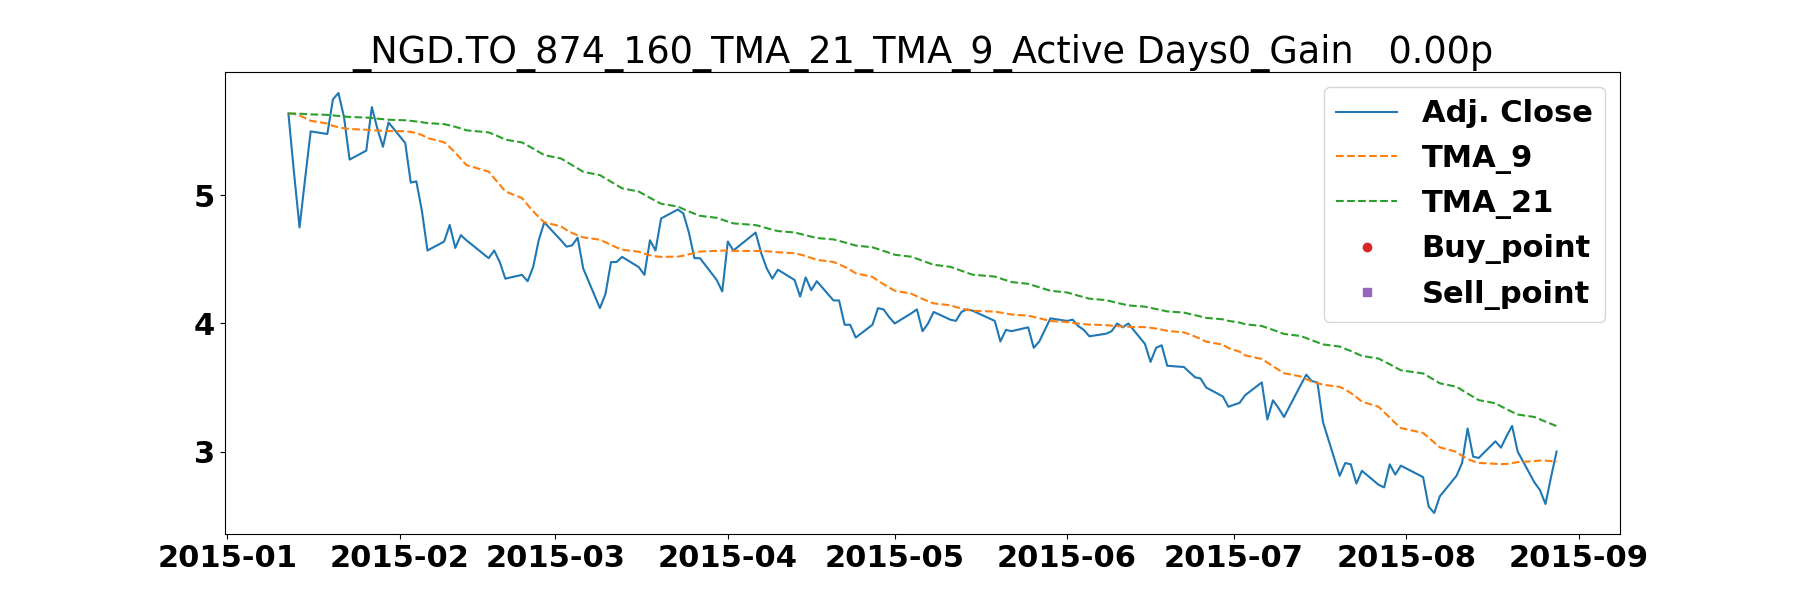 _NGD.TO_874_160_TMA_21_TMA_9_Active Days0_Gain   0.00p
Adj. Close
TMA_9
TMA_21
Buy_point
Sell_point
5
4
3
2015-01 2015-02 2015-03 2015-04 2015-05 2015-06 2015-07 2015-08 2015-09